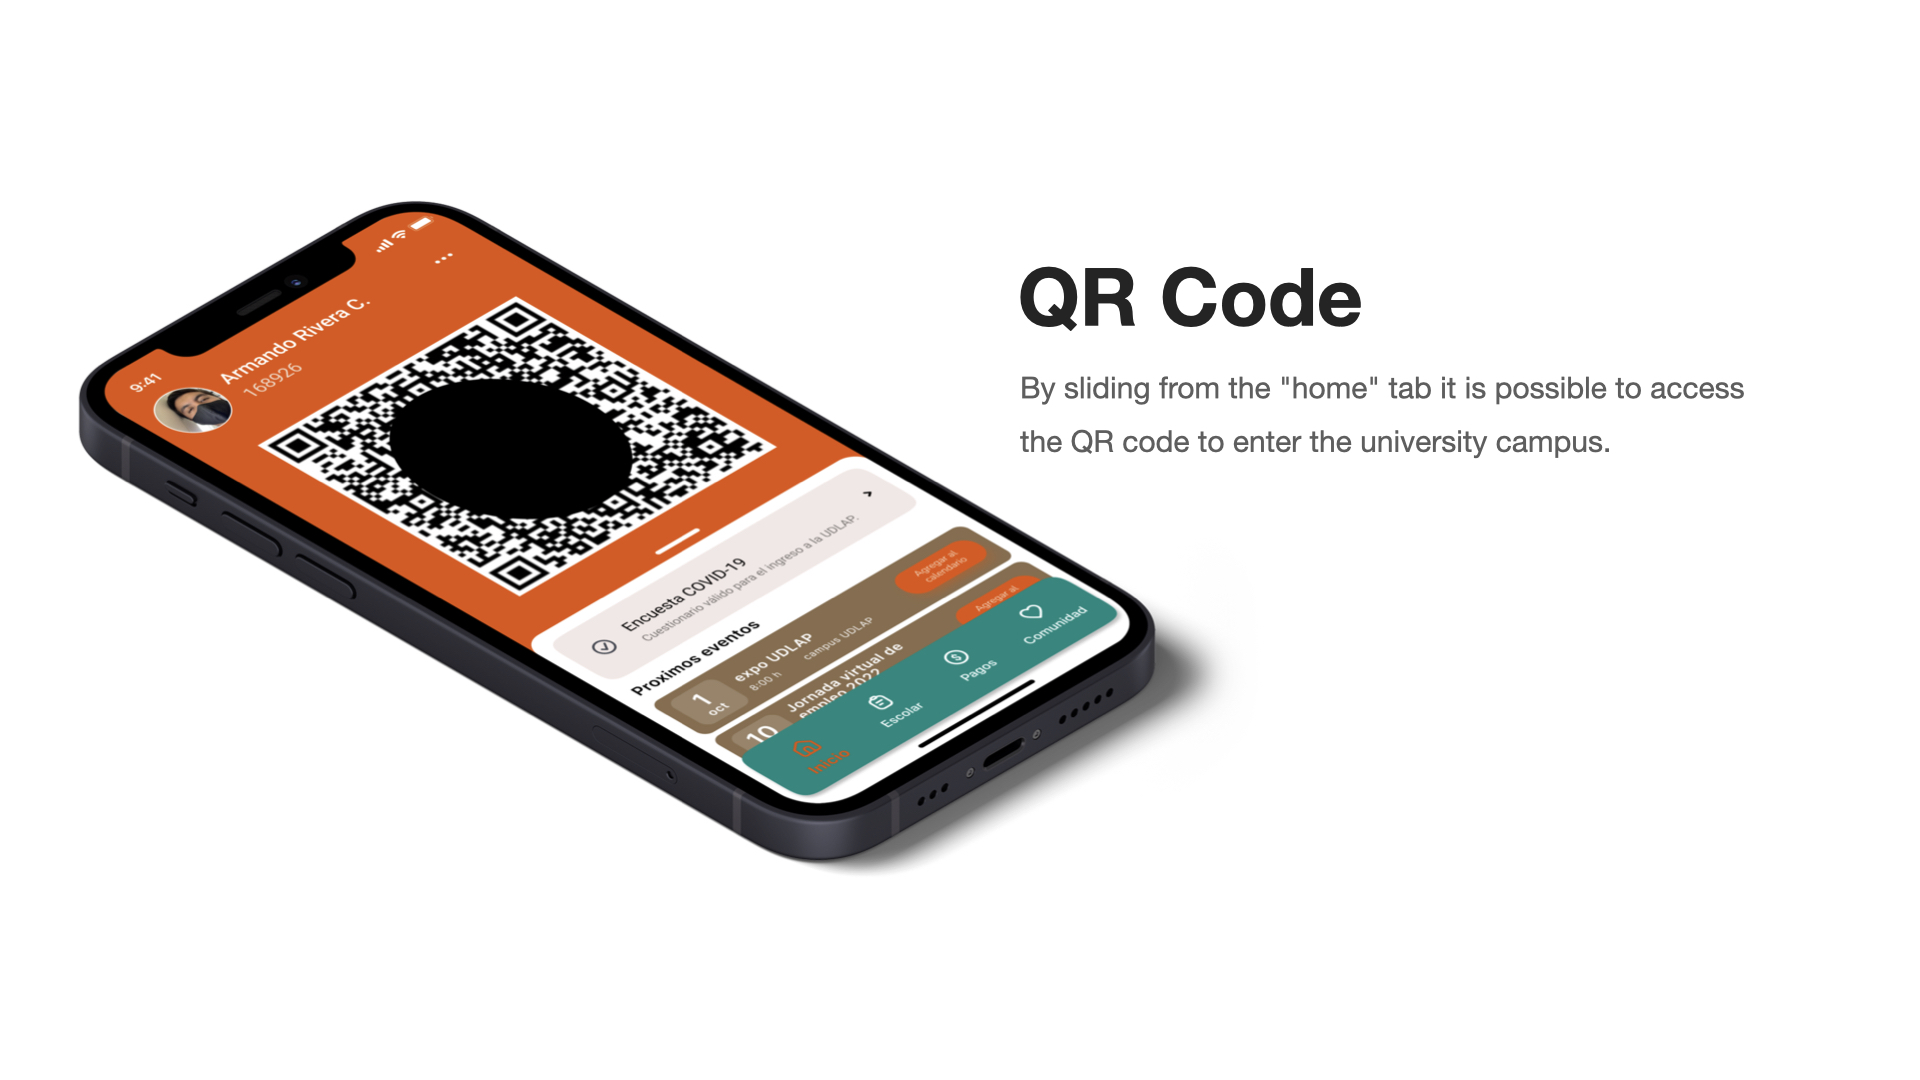 9:41
Armando Rivera C.
168926
Encuesta COVID-19
Cuestionario válido para el ingreso a la UDLAP.
Proximos eventos
1
oct
expo UDLAP
8:00 h
campus UDLAP
Agregar al
calendario
10
Jornada virtual de
empleo 2022
Agregar al
Inicio
Escolar
Pagos
Comunidad
QR Code
By sliding from the "home" tab it is possible to access
the QR code to enter the university campus.